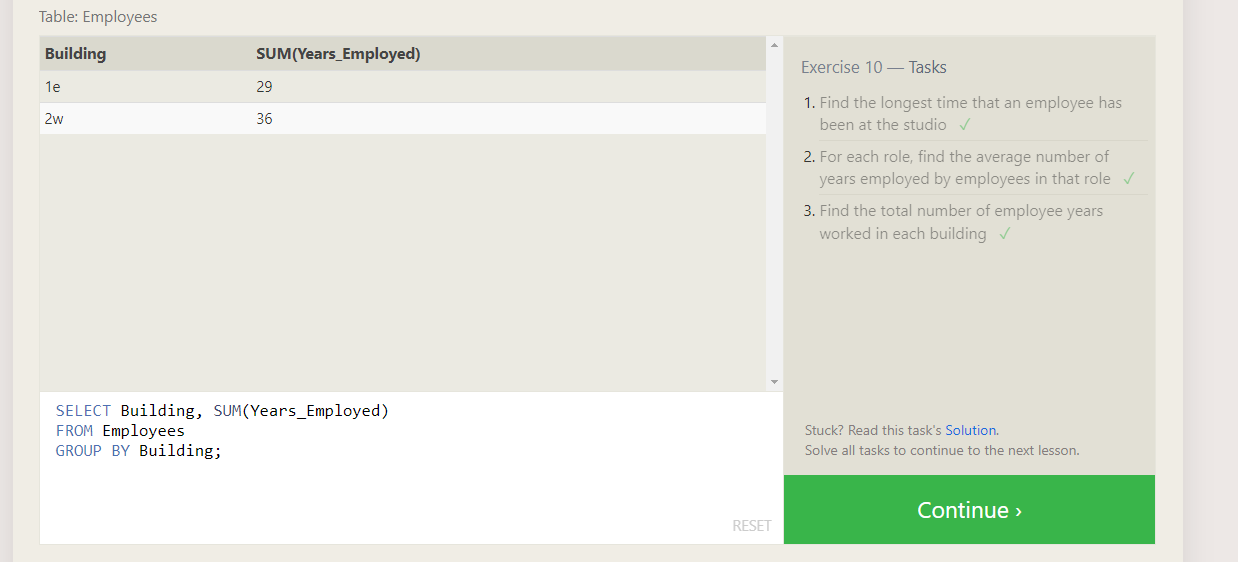 Table: Employees
Building SUM(Years_Employed)
1e 29
2w 36
SELECT Building, SUM(Years_Employed)
FROM Employees
GROUP BY Building;
RESET
Exercise 10 — Tasks
1. Find the longest time that an employee has
been at the studio ✓
2. For each role, find the average number of
years employed by employees in that role ✓
3. Find the total number of employee years
worked in each building ✓
Stuck? Read this task's Solution.
Solve all tasks to continue to the next lesson.
Continue ›